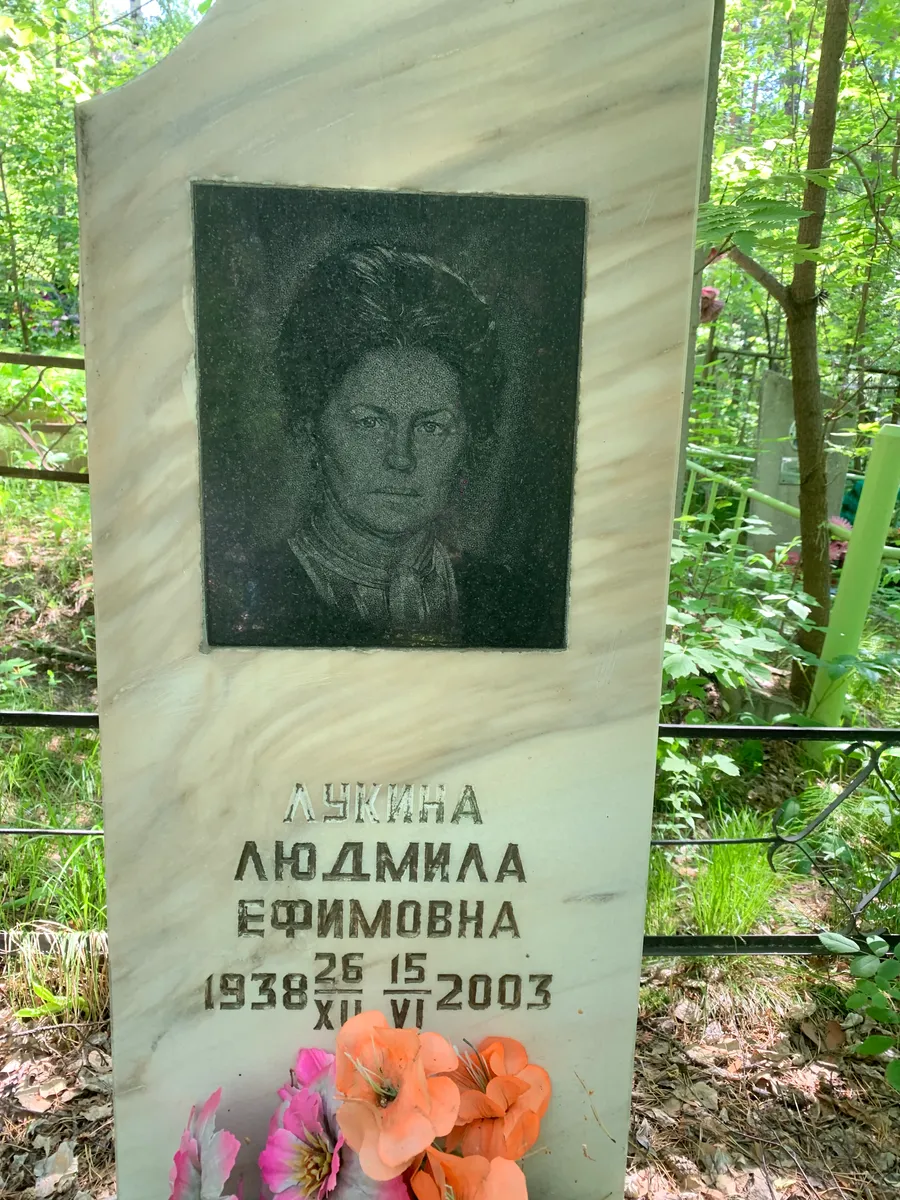 ЛУКИНА
ЛЮДМИЛА
ЕФИМОВНА
1938 26/XII 15/VI 2003